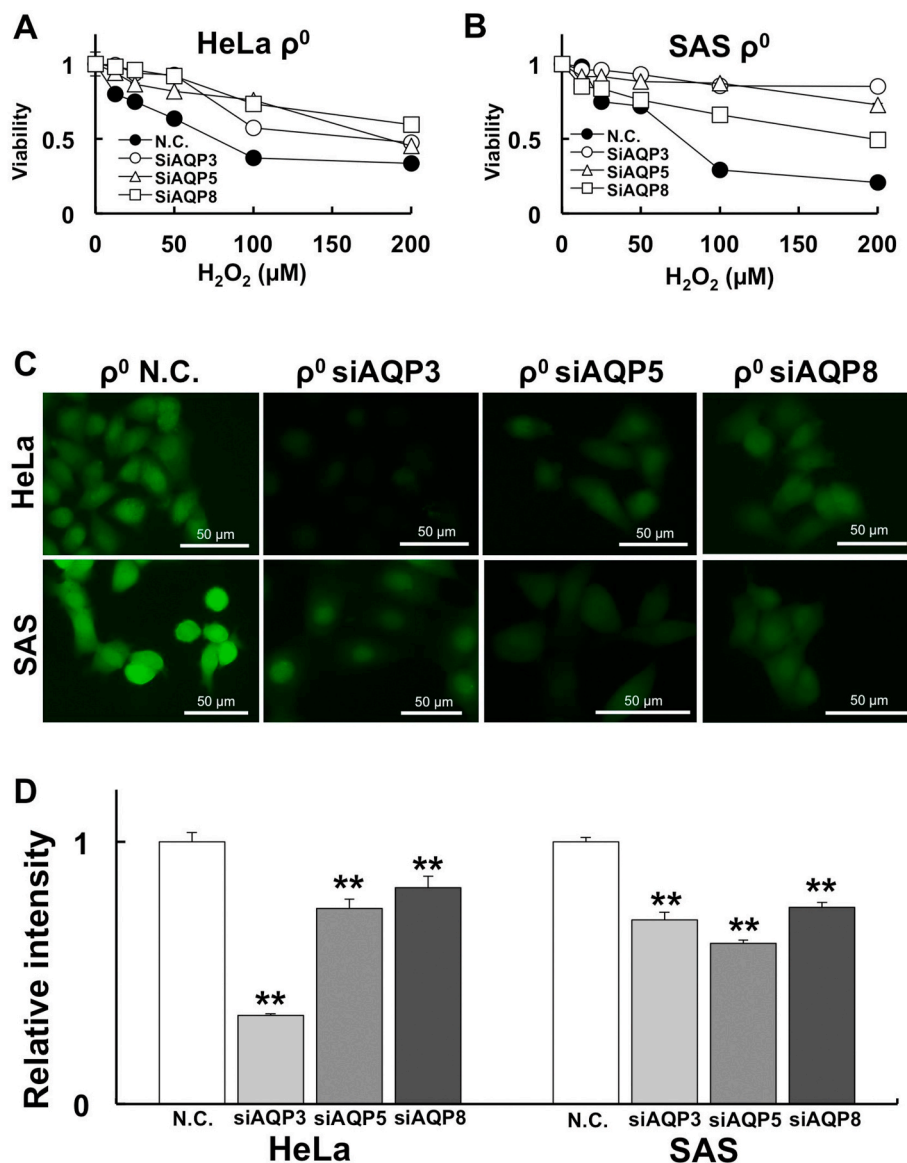 A
HeLa ρ⁰
Viability
1
0.5
0
N.C.
SiAQP3
SiAQP5
SiAQP8
0 50 100 150 200
H₂O₂ (µM)
B
SAS ρ⁰
Viability
1
0.5
0
N.C.
SiAQP3
SiAQP5
SiAQP8
0 50 100 150 200
H₂O₂ (µM)
C
ρ⁰ N.C. ρ⁰ siAQP3 ρ⁰ siAQP5 ρ⁰ siAQP8
HeLa
50 µm 50 µm 50 µm 50 µm
SAS
50 µm 50 µm 50 µm 50 µm
D
Relative intensity
1
0
** ** **
** ** **
N.C. siAQP3 siAQP5 siAQP8 N.C. siAQP3 siAQP5 siAQP8
HeLa SAS